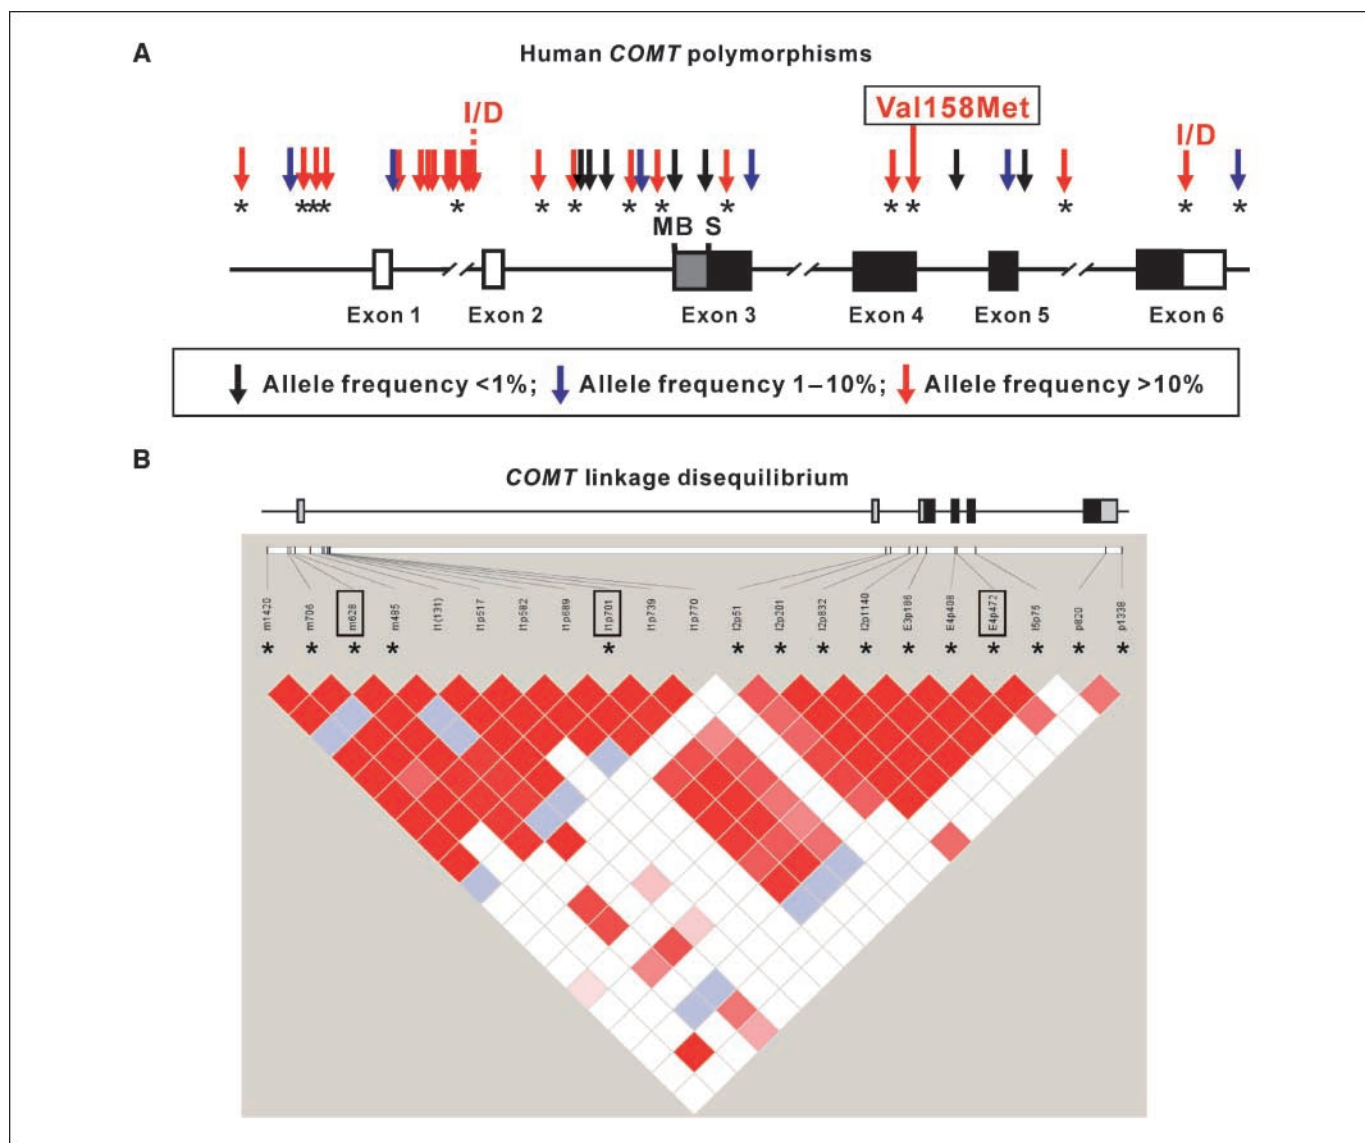 A
Human COMT polymorphisms
I/D
Val158Met
I/D
* *** * * * * * * * * * * *
MB S
Exon 1 Exon 2 Exon 3 Exon 4 Exon 5 Exon 6
Allele frequency <1%; Allele frequency 1–10%; Allele frequency >10%
B
COMT linkage disequilibrium
m1420 m706 m628 m485 I1(131) I1p517 I1p582 I1p689 I1p701 I1p739 I1p770 I2p51 I2p201 I2p832 I2p1140 E3p186 E4p408 E4p472 I5p75 p820 p1338
* * * * * * * * * * * * * * *